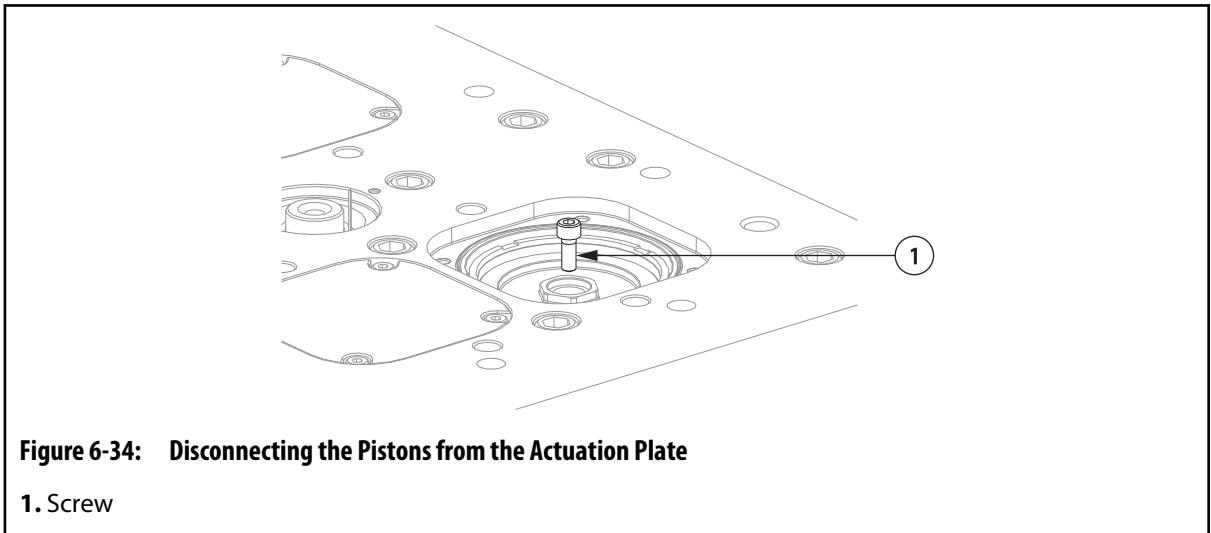 1
Figure 6-34: Disconnecting the Pistons from the Actuation Plate
1. Screw